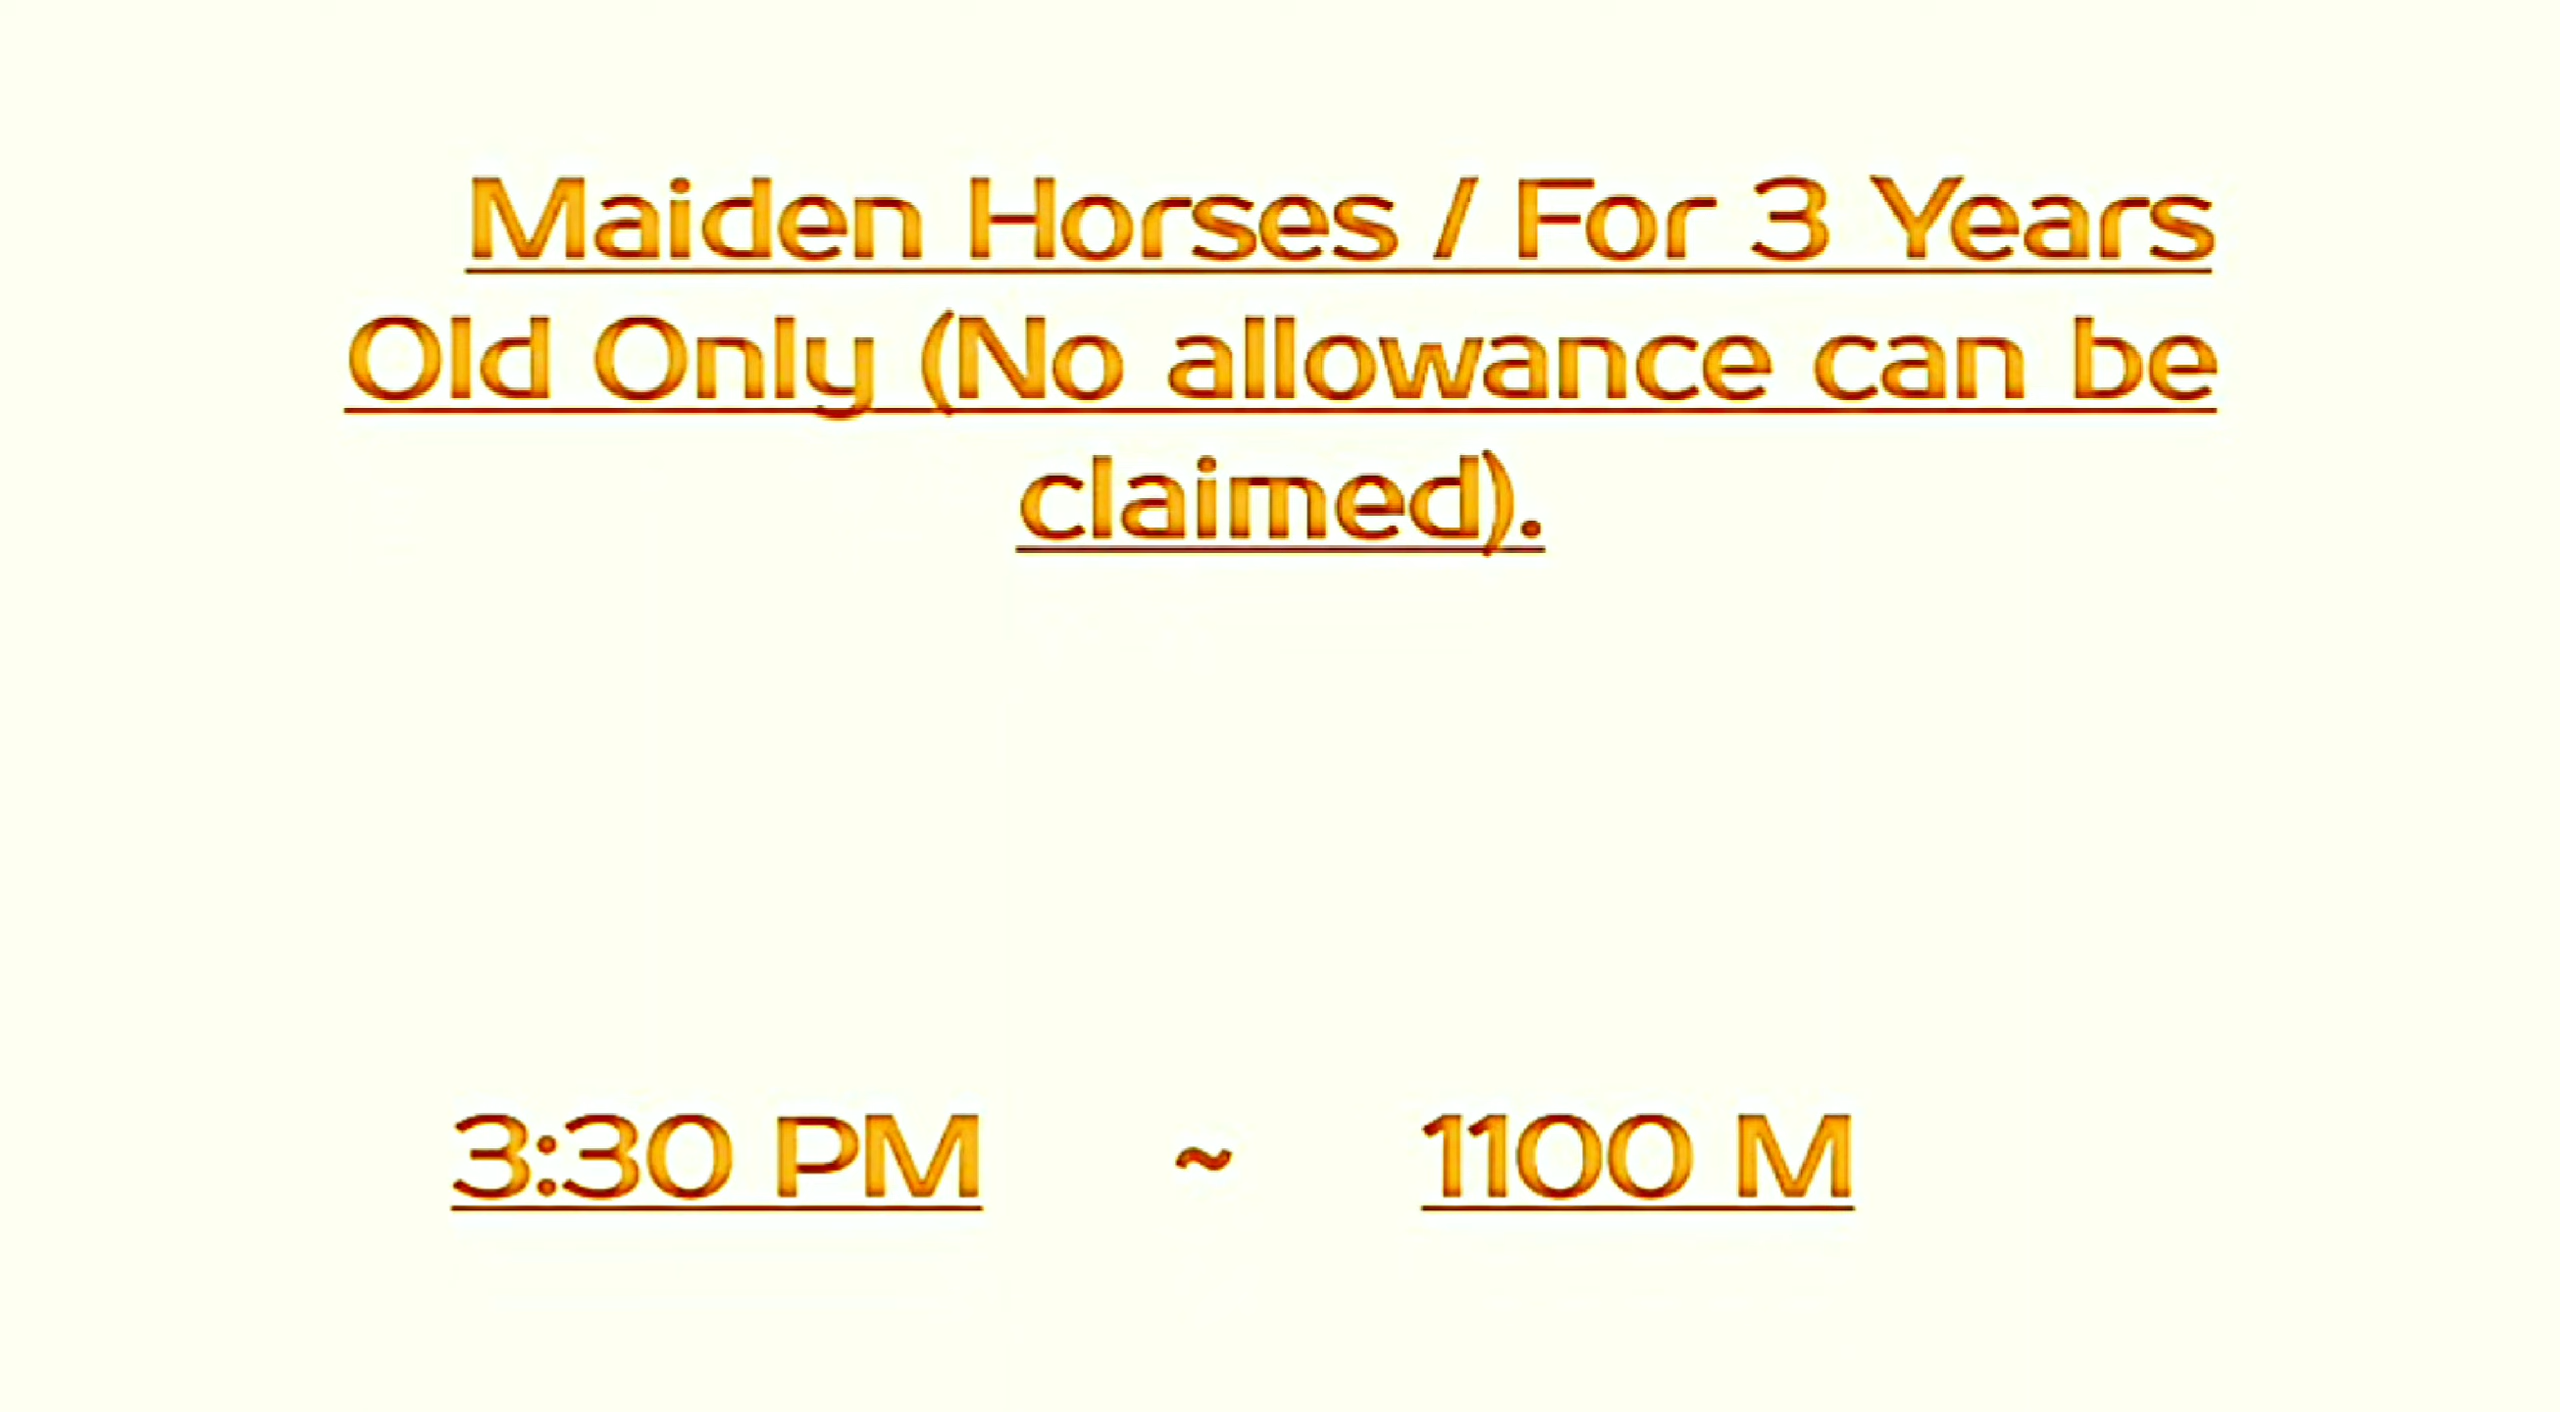 Maiden Horses / For 3 Years
Old Only (No allowance can be
claimed).
3:30 PM ~ 1100 M